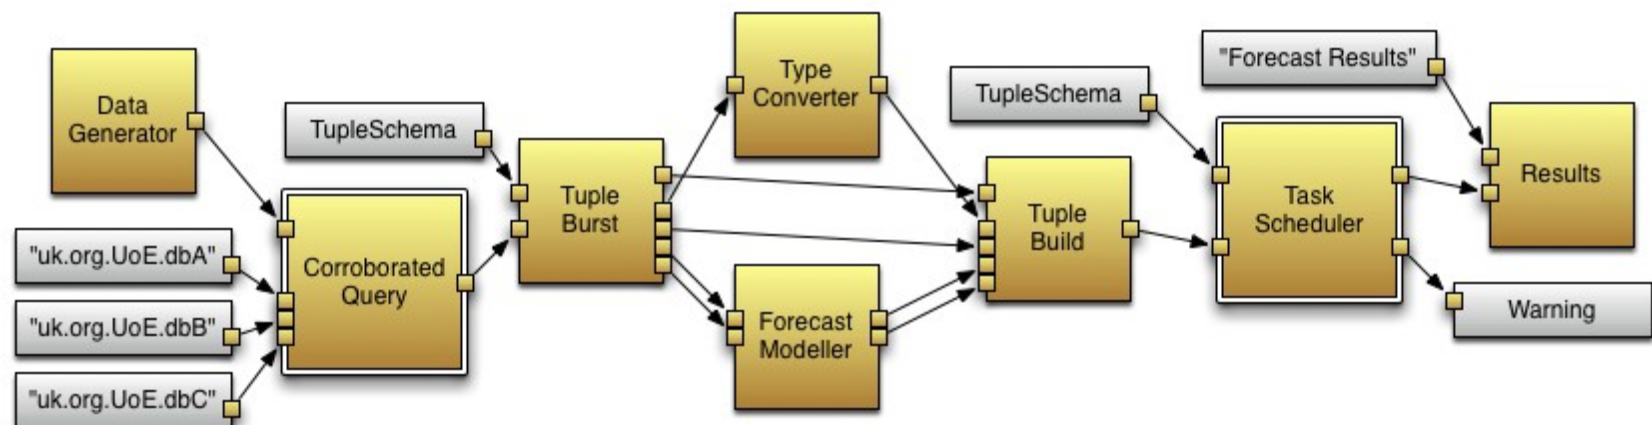 Data
Generator
TupleSchema
"uk.org.UoE.dbA"
"uk.org.UoE.dbB"
"uk.org.UoE.dbC"
Corroborated
Query
Tuple
Burst
Type
Converter
Forecast
Modeller
Tuple
Build
TupleSchema
Task
Scheduler
"Forecast Results"
Results
Warning